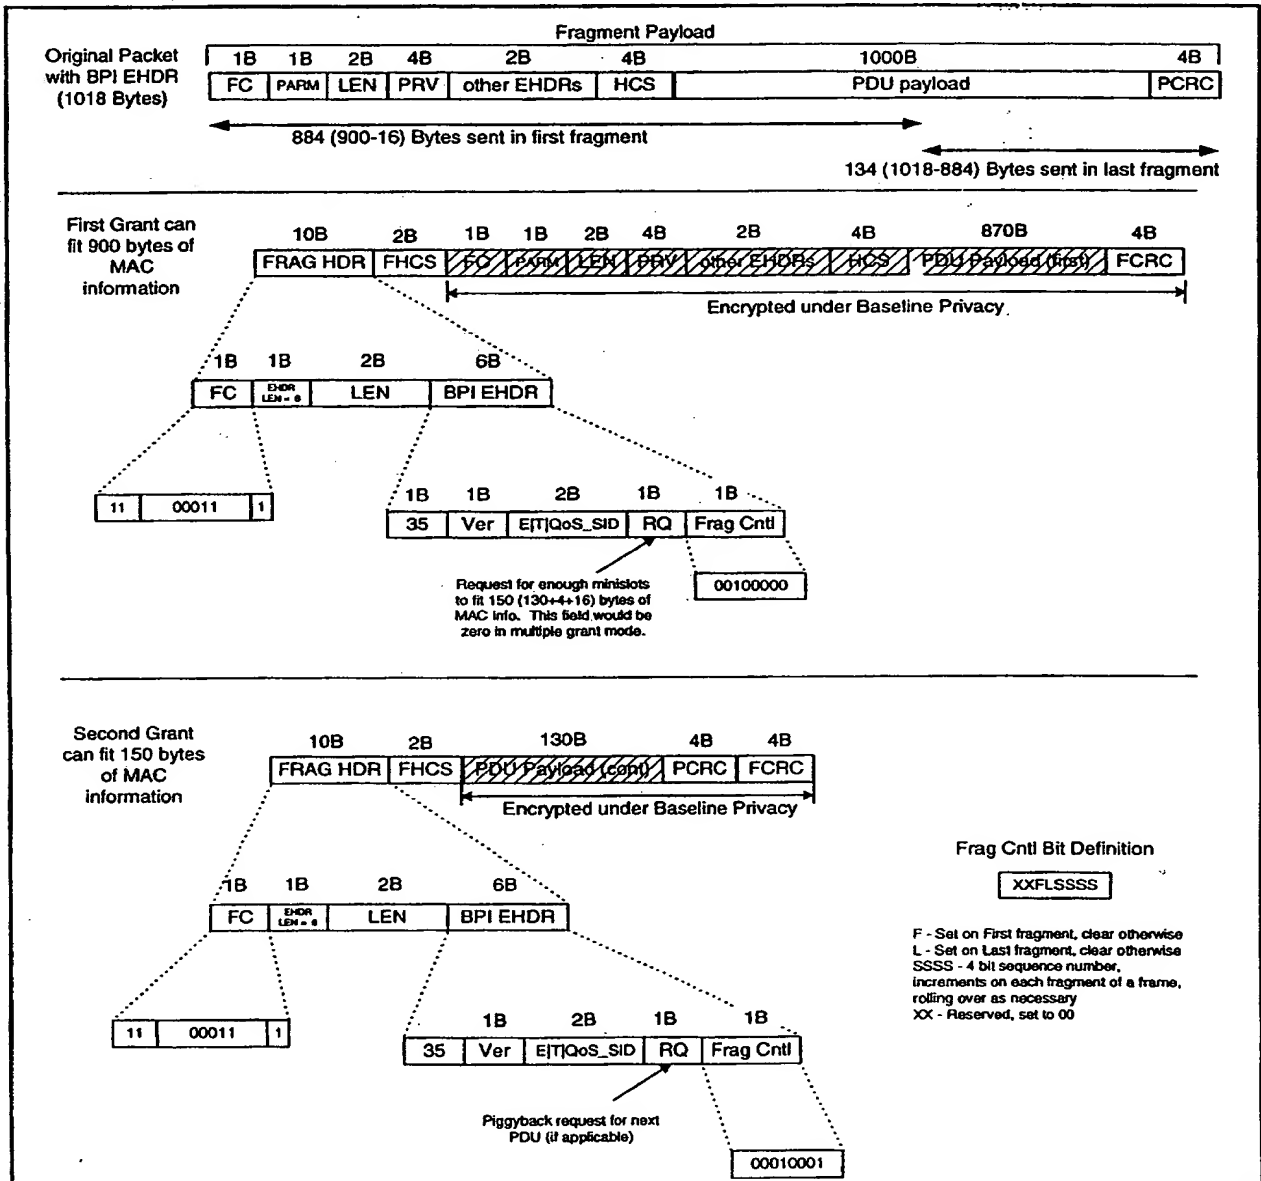 Fragment Payload
Original Packet
with BPI EHDR
(1018 Bytes)
1B 1B 2B 4B 2B 4B 1000B 4B
FC PARM LEN PRV other EHDRs HCS PDU payload PCRC
884 (900-16) Bytes sent in first fragment
134 (1018-884) Bytes sent in last fragment
First Grant can
fit 900 bytes of
MAC
information
10B 2B 1B 1B 2B 4B 2B 4B 870B 4B
FRAG HDR FHCS FC PARM LEN PRV other EHDRs HCS PDU Payload (first) FCRC
Encrypted under Baseline Privacy
1B 1B 2B 6B
FC EHDR LEN = 6 LEN BPI EHDR
11 00011 1
1B 1B 2B 1B 1B
35 Ver E|T|QoS_SID RQ Frag Cntl
00100000
Request for enough minislots
to fit 150 (130+4+16) bytes of
MAC info. This field would be
zero in multiple grant mode.
Second Grant
can fit 150 bytes
of MAC
information
10B 2B 130B 4B 4B
FRAG HDR FHCS PDU Payload (cont) PCRC FCRC
Encrypted under Baseline Privacy
1B 1B 2B 6B
FC EHDR LEN = 6 LEN BPI EHDR
11 00011 1
1B 2B 1B 1B
35 Ver E|T|QoS_SID RQ Frag Cntl
Piggyback request for next
PDU (if applicable)
00010001
Frag Cntl Bit Definition
XXFLSSSS
F - Set on First fragment, clear otherwise
L - Set on Last fragment, clear otherwise
SSSS - 4 bit sequence number,
increments on each fragment of a frame,
rolling over as necessary
XX - Reserved, set to 00